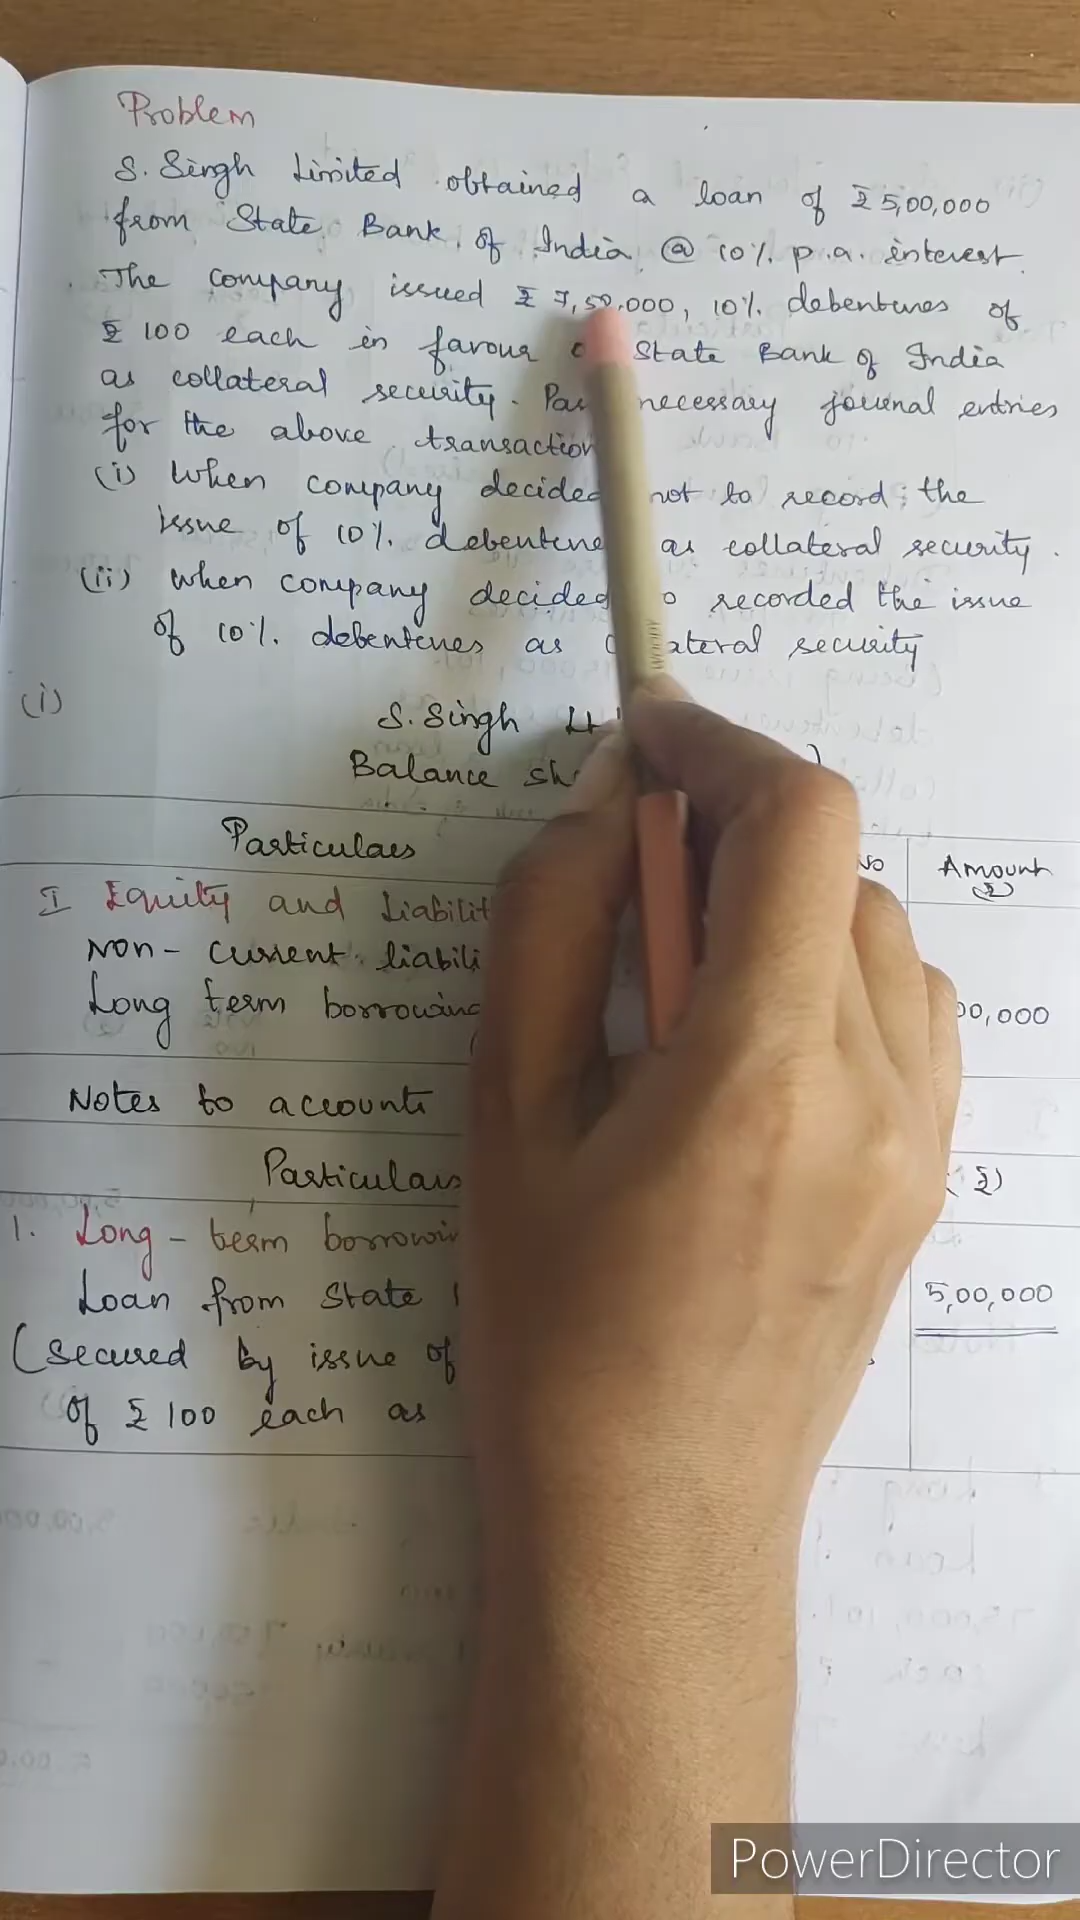 Problem
S. Singh Limited obtained a loan of ₹ 5,00,000
from State Bank of India @ 10% p.a. interest.
The company issued ₹ 7,50,000, 10% debentures of
₹ 100 each in favour State Bank of India
as collateral security. necessary journal entries
for the above transaction
(i) When company decided not to record the
issue of 10% debenture as collateral security.
(ii) when company decided recorded the issue
of 10% debentures as security
(i)
S. Singh
Balance
Particulars
Amount
(₹)
I Equity and
Non-current
Long term
00,000
Notes to accounts
Particulars
(₹)
1. Long-term
Loan from State
5,00,000
(secured by issue of
of ₹ 100 each as
PowerDirector